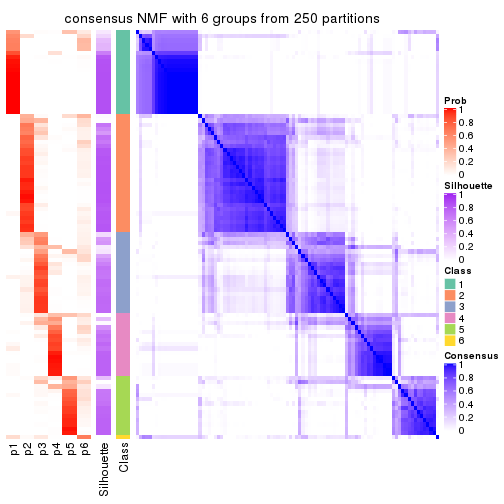 consensus NMF with 6 groups from 250 partitions
Prob
1
0.8
0.6
0.4
0.2
0
Silhouette
1
0.8
0.6
0.4
0.2
0
Class
1
2
3
4
5
6
Consensus
1
0.8
0.6
0.4
0.2
0
p1
p2
p3
p4
p5
p6
Silhouette
Class